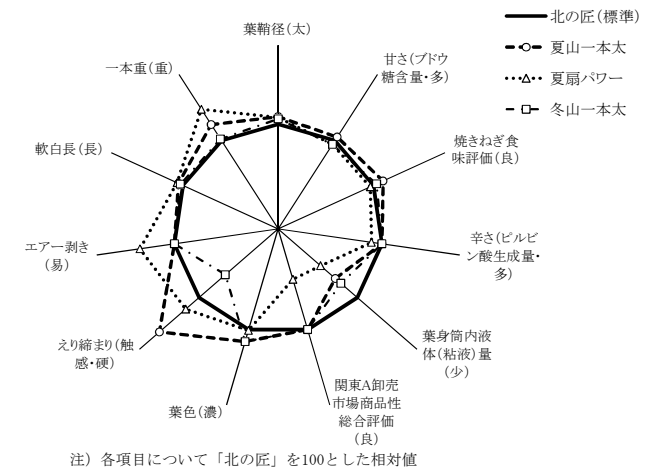 北の匠(標準)
夏山一本太
夏扇パワー
冬山一本太
葉鞘径(太)
甘さ(ブドウ
糖含量・多)
焼きねぎ食
味評価(良)
辛さ(ピルビ
ン酸生成量・
多)
葉身筒内液
体(粘液)量
(少)
関東A卸売
市場商品性
総合評価
(良)
葉色(濃)
えり締まり(触
感・硬)
エアー剥き
(易)
軟白長(長)
一本重(重)
注）各項目について「北の匠」を100とした相対値